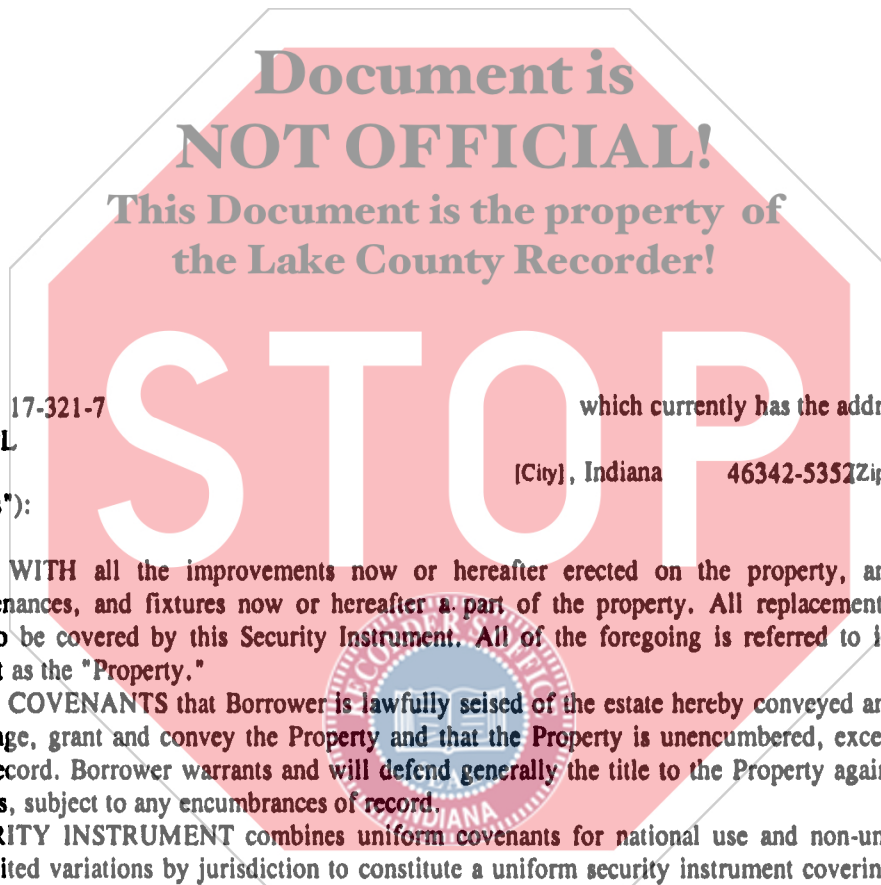 Document is
NOT OFFICIAL!
This Document is the property of
the Lake County Recorder!
STOP
17-321-7 which currently has the addr
L
[City], Indiana 46342-5352[Zip
"):
WITH all the improvements now or hereafter erected on the property, an
enances, and fixtures now or hereafter a part of the property. All replacement
o be covered by this Security Instrument. All of the foregoing is referred to i
t as the "Property."
COVENANTS that Borrower is lawfully seised of the estate hereby conveyed an
age, grant and convey the Property and that the Property is unencumbered, exce
ecord. Borrower warrants and will defend generally the title to the Property again
s, subject to any encumbrances of record.
RITY INSTRUMENT combines uniform covenants for national use and non-un
ited variations by jurisdiction to constitute a uniform security instrument coverin
RECORDER'S OFFIC
INDIANA